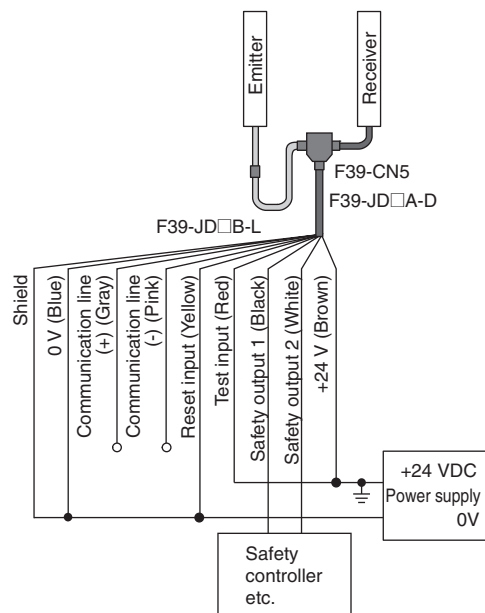 Emitter
Receiver
F39-CN5
F39-JD□A-D
F39-JD□B-L
Shield
0 V (Blue)
Communication line
(+) (Gray)
Communication line
(-) (Pink)
Reset input (Yellow)
Test input (Red)
Safety output 1 (Black)
Safety output 2 (White)
+24 V (Brown)
+24 VDC
Power supply
0V
Safety
controller
etc.